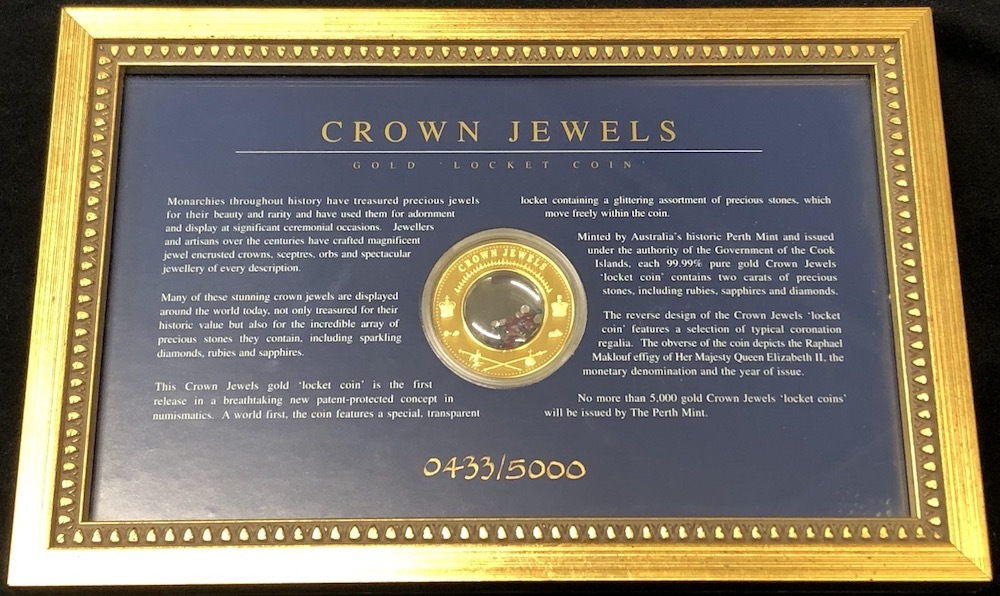 CROWN JEWELS
GOLD 'LOCKET COIN'
Monarchies throughout history have treasured precious jewels
for their beauty and rarity and have used them for adornment
and display at significant ceremonial occasions. Jewellers
and artisans over the centuries have crafted magnificent
jewel encrusted crowns, sceptres, orbs and spectacular
jewellery of every description.
Many of these stunning crown jewels are displayed
around the world today, not only treasured for their
historic value but also for the incredible array of
precious stones they contain, including sparkling
diamonds, rubies and sapphires.
This Crown Jewels gold 'locket coin' is the first
release in a breathtaking new patent-protected concept in
numismatics. A world first, the coin features a special, transparent
locket containing a glittering assortment of precious stones, which
move freely within the coin.
Minted by Australia's historic Perth Mint and issued
under the authority of the Government of the Cook
Islands, each 99.99% pure gold Crown Jewels
'locket coin' contains two carats of precious
stones, including rubies, sapphires and diamonds.
The reverse design of the Crown Jewels 'locket
coin' features a selection of typical coronation
regalia. The obverse of the coin depicts the Raphael
Maklouf effigy of Her Majesty Queen Elizabeth II, the
monetary denomination and the year of issue.
No more than 5,000 gold Crown Jewels 'locket coins'
will be issued by The Perth Mint.
CROWN JEWELS
0433/5000